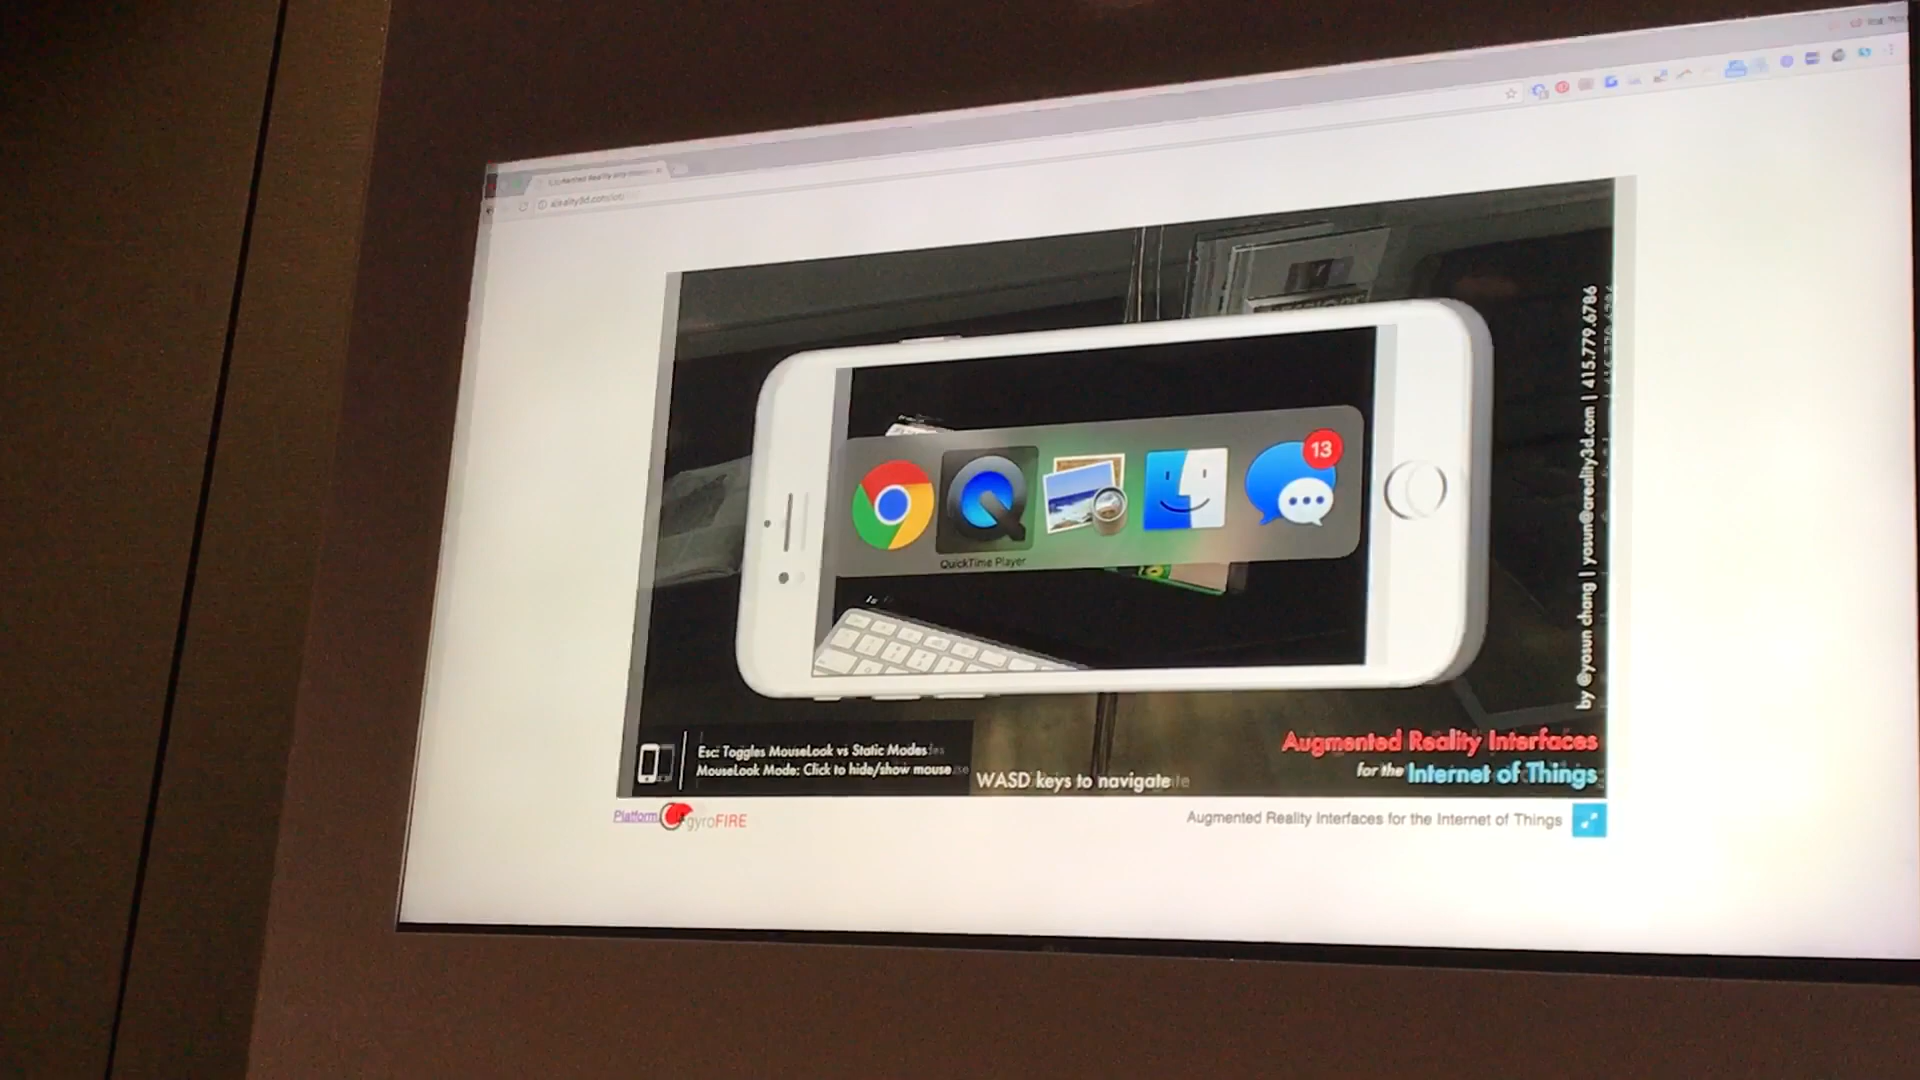 13
QuickTime Player
by @yosun chang | yosun@areality3d.com | 415.779.6786
Esc: Toggles MouseLook vs Static Modes
MouseLook Mode: Click to hide/show mouse
WASD keys to navigate
Augmented Reality Interfaces
for the Internet of Things
Platform
gyroFIRE
Augmented Reality Interfaces for the Internet of Things